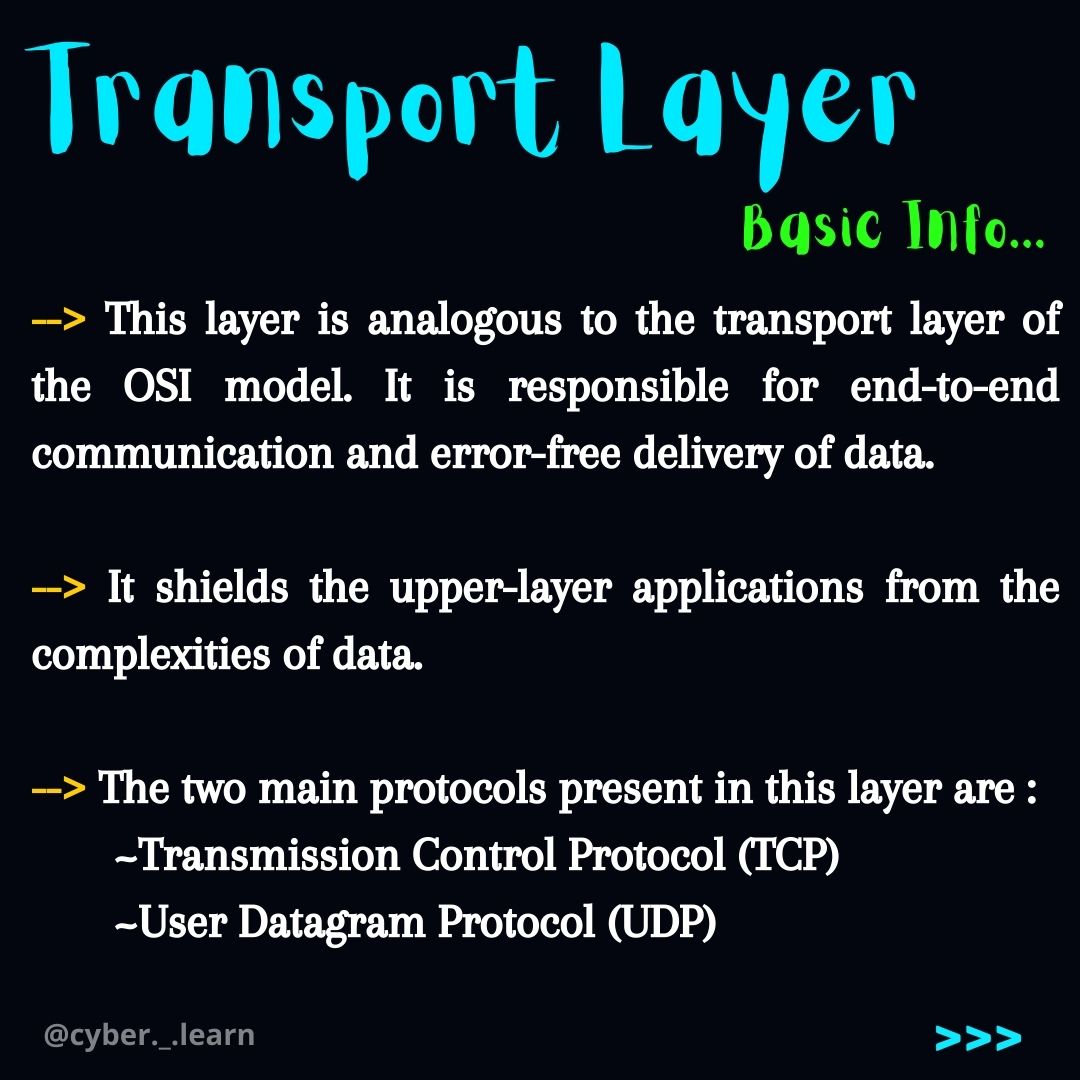 Transport Layer
Basic Info...
--> This layer is analogous to the transport layer of
the OSI model. It is responsible for end-to-end
communication and error-free delivery of data.
--> It shields the upper-layer applications from the
complexities of data.
--> The two main protocols present in this layer are :
~Transmission Control Protocol (TCP)
~User Datagram Protocol (UDP)
@cyber._.learn
>>>